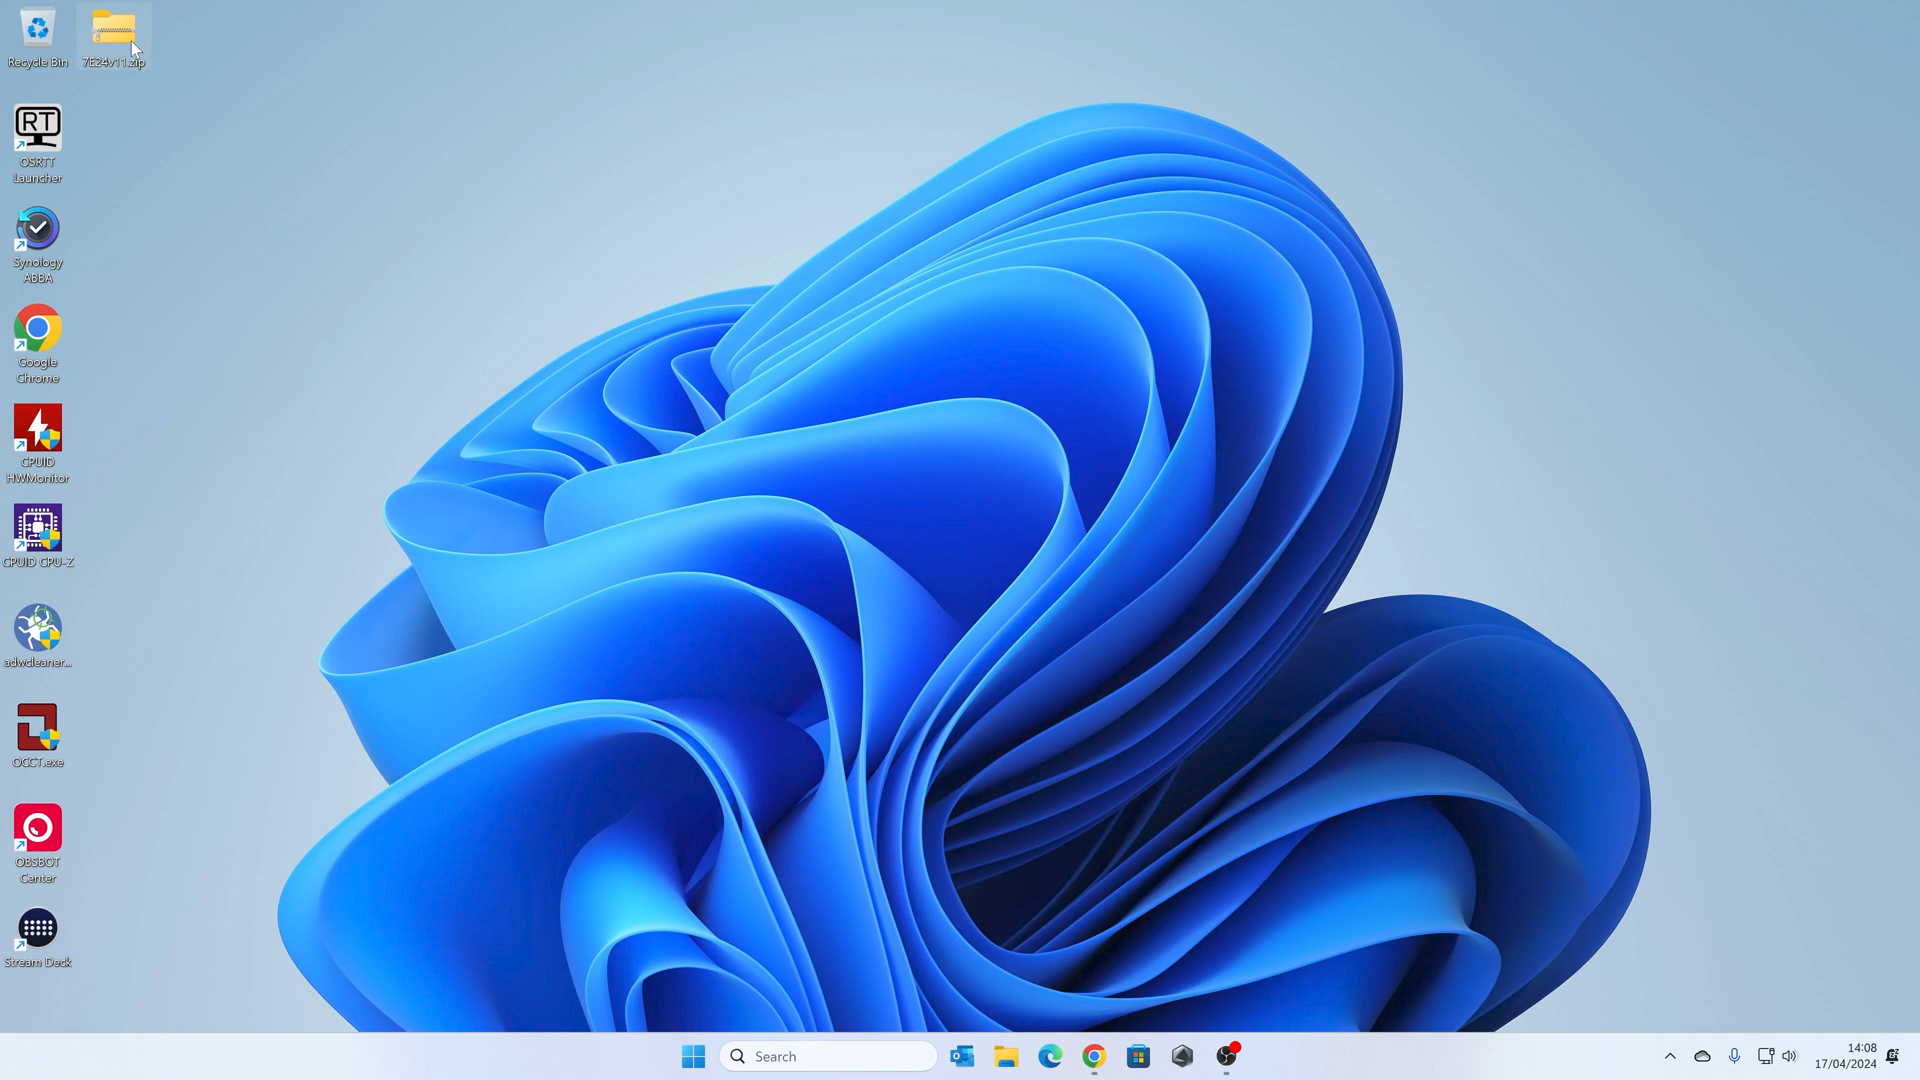 Recycle Bin
7E24v11.zip
RT
OSRTT
Launcher
Synology
ABBA
Google
Chrome
CPUID
HWMonitor
CPUID CPU-Z
adwcleaner...
OCCT.exe
OBSBOT
Center
Stream Deck
Search
14:08
17/04/2024